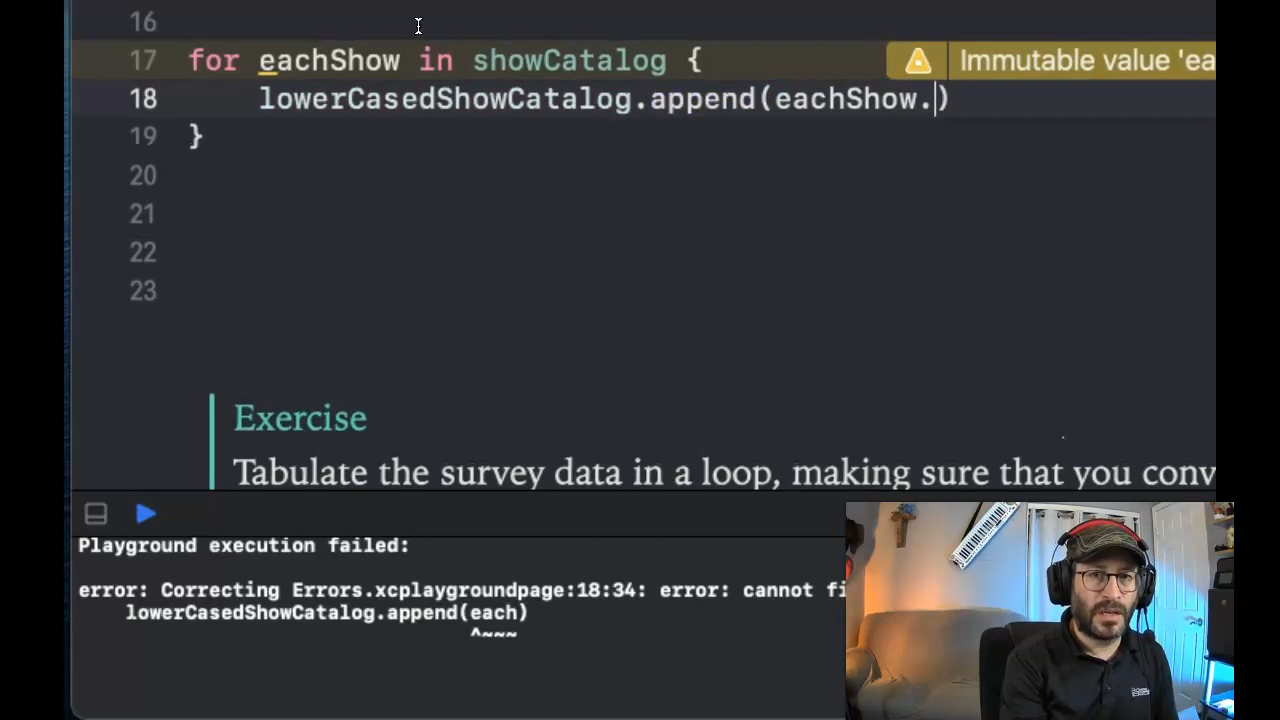 16
17 for eachShow in showCatalog { Immutable value 'ea
18 lowerCasedShowCatalog.append(eachShow.)
19 }
20
21
22
23
Exercise
Tabulate the survey data in a loop, making sure that you conv
Playground execution failed:
error: Correcting Errors.xcplaygroundpage:18:34: error: cannot fi
lowerCasedShowCatalog.append(each)
^~~~